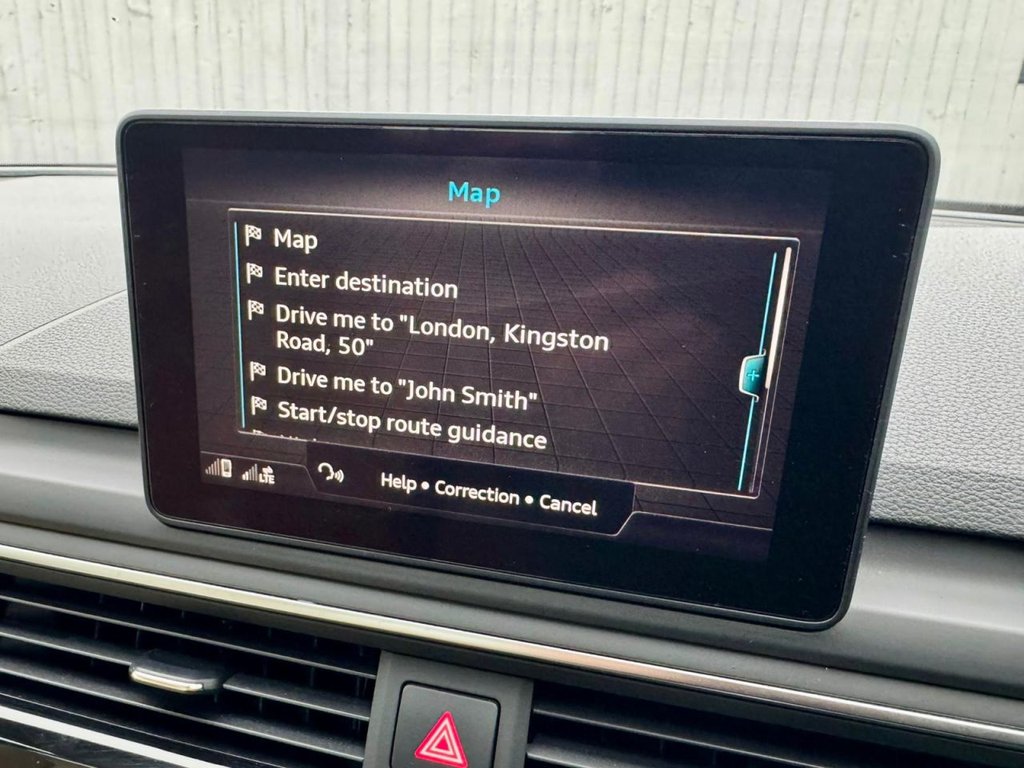 Map
Map
Enter destination
Drive me to "London, Kingston
Road, 50"
Drive me to "John Smith"
Start/stop route guidance
LTE
Help • Correction • Cancel